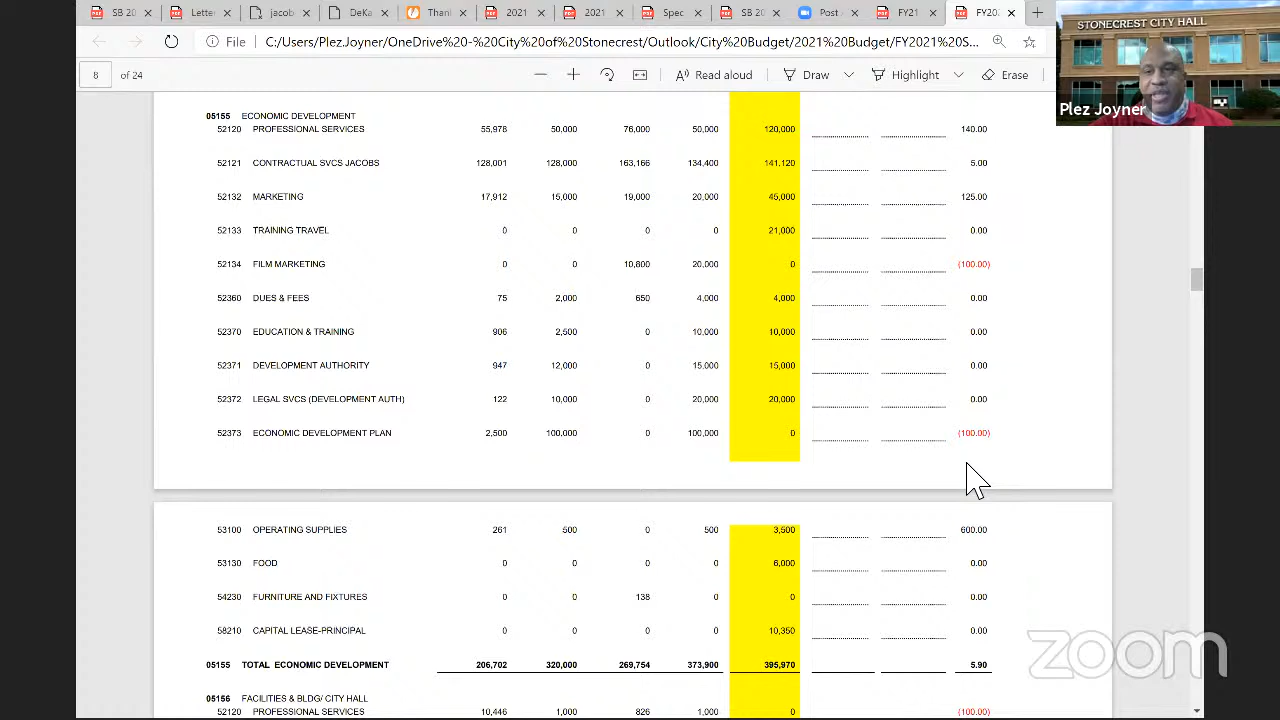 SB 20
Letter
jacob
Than
202
202
Spec
SB 2
Post
FY21
FY20
File C:/Users/Plez.Joyner/OneDrive%20-%20City%20of%20Stonecrest/Outlook/City%20Budget/20219%20Budget/FY2021%20S...
8 of 24 Read aloud Draw Highlight Erase
STONECREST CITY HALL
Plez Joyner
05155 ECONOMIC DEVELOPMENT
52120 PROFESSIONAL SERVICES 55,978 50,000 76,000 50,000 120,000 140.00
52121 CONTRACTUAL SVCS JACOBS 128,001 128,000 163,166 134,400 141,120 5.00
52132 MARKETING 17,912 15,000 19,000 20,000 45,000 125.00
52133 TRAINING TRAVEL 0 0 0 0 21,000 0.00
52134 FILM MARKETING 0 0 10,800 20,000 0 (100.00)
52360 DUES & FEES 75 2,000 650 4,000 4,000 0.00
52370 EDUCATION & TRAINING 906 2,500 0 10,000 10,000 0.00
52371 DEVELOPMENT AUTHORITY 947 12,000 0 15,000 15,000 0.00
52372 LEGAL SVCS (DEVELOPMENT AUTH) 122 10,000 0 20,000 20,000 0.00
52373 ECONOMIC DEVELOPMENT PLAN 2,500 100,000 0 100,000 0 (100.00)
53100 OPERATING SUPPLIES 261 500 0 500 3,500 600.00
53130 FOOD 0 0 0 0 6,000 0.00
54230 FURNITURE AND FIXTURES 0 0 138 0 0 0.00
58210 CAPITAL LEASE-PRINCIPAL 0 0 0 0 10,350 0.00
05155 TOTAL ECONOMIC DEVELOPMENT 206,702 320,000 269,754 373,900 395,970 5.90
05156 FACILITIES & BLDG/ CITY HALL
52120 PROFESSIONAL SERVICES 10,446 1,000 826 1,000 0 (100.00)
zoom